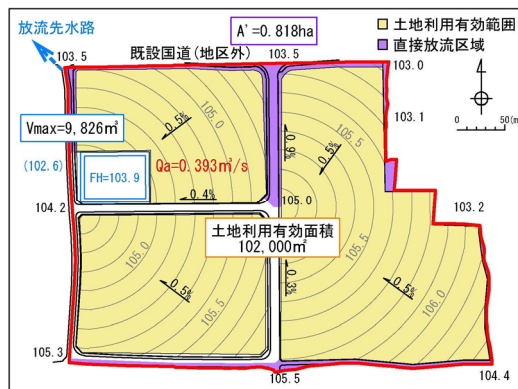 放流先水路
A'=0.818ha
103.5
既設国道(地区外)
103.5
103.0
土地利用有効範囲
直接放流区域
0
50(m
103.1
0.5%
105.0
105.5
0.6%
0.5%
Vmax=9,826㎥
(102.6)
FH=103.9
Qa=0.393㎥/s
0.4%
105.0
104.2
103.2
土地利用有効面積
102,000㎡
105.0
105.5
0.5%
105.5
0.3%
0.5%
106.0
105.3
105.5
104.4